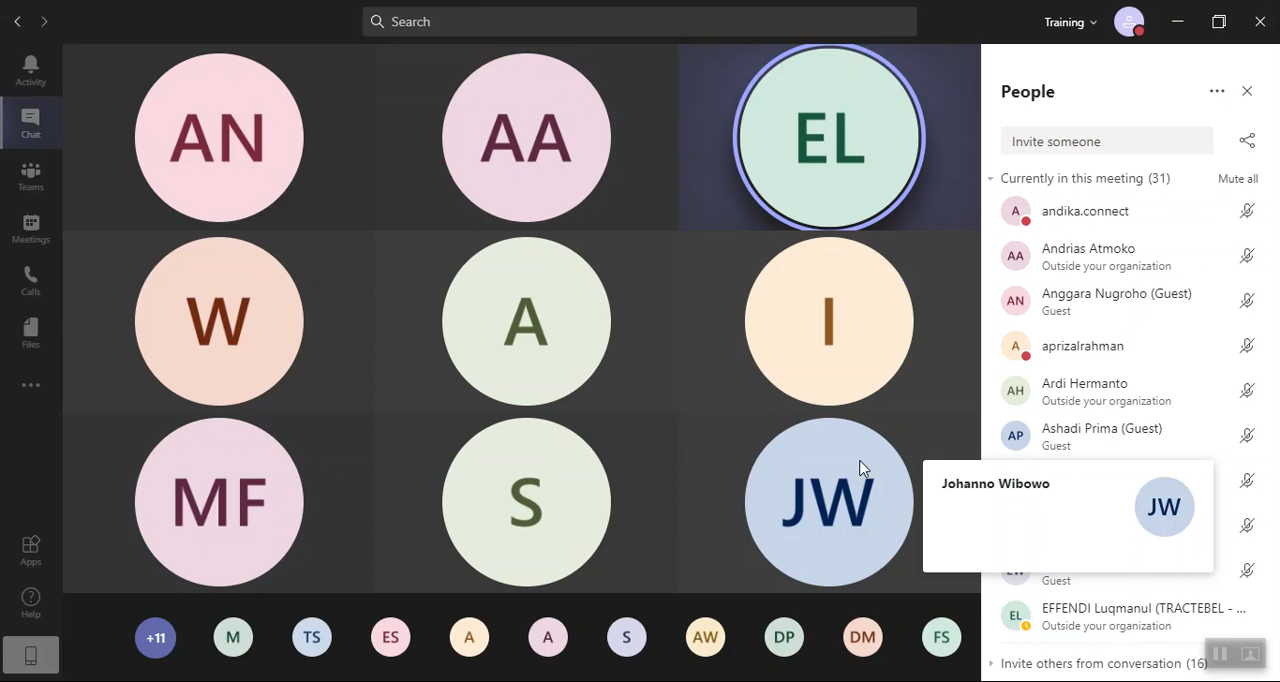 Search
Training
Activity
Chat
Teams
Meetings
Calls
Files
Apps
Help
AN
AA
EL
W
A
I
MF
S
JW
+11
M
TS
ES
A
A
S
AW
DP
DM
FS
People
Invite someone
Currently in this meeting (31)
Mute all
A andika.connect
AA Andrias Atmoko
Outside your organization
AN Anggara Nugroho (Guest)
Guest
A aprizalrahman
AH Ardi Hermanto
Outside your organization
AP Ashadi Prima (Guest)
Guest
Johanno Wibowo
JW
Guest
EL EFFENDI Luqmanul (TRACTEBEL - ...
Outside your organization
Invite others from conversation (16)